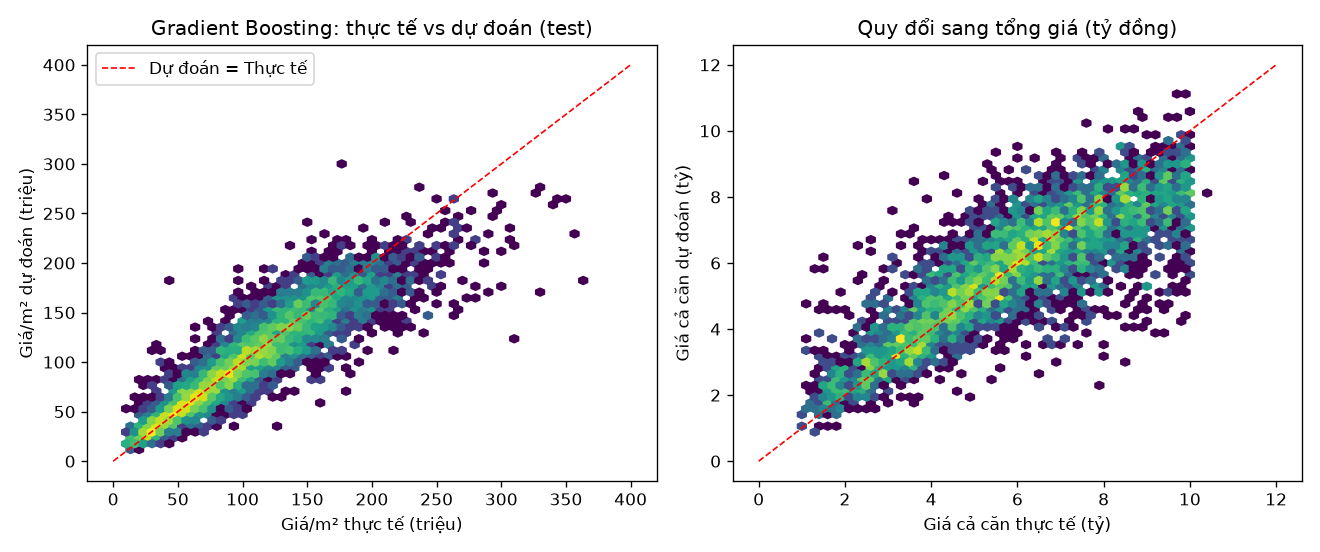 Gradient Boosting: thực tế vs dự đoán (test)
Dự đoán = Thực tế
400
350
300
250
200
150
100
50
0
Giá/m² dự đoán (triệu)
0 50 100 150 200 250 300 350 400
Giá/m² thực tế (triệu)
Quy đổi sang tổng giá (tỷ đồng)
12
10
8
6
4
2
0
Giá cả căn dự đoán (tỷ)
0 2 4 6 8 10 12
Giá cả căn thực tế (tỷ)